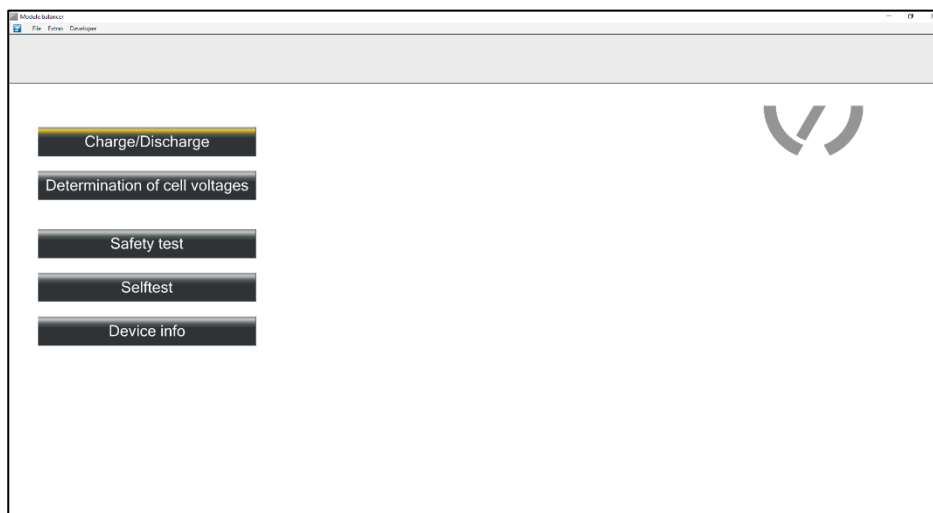 Module balancer
File Extras Developer
Charge/Discharge
Determination of cell voltages
Safety test
Selftest
Device info